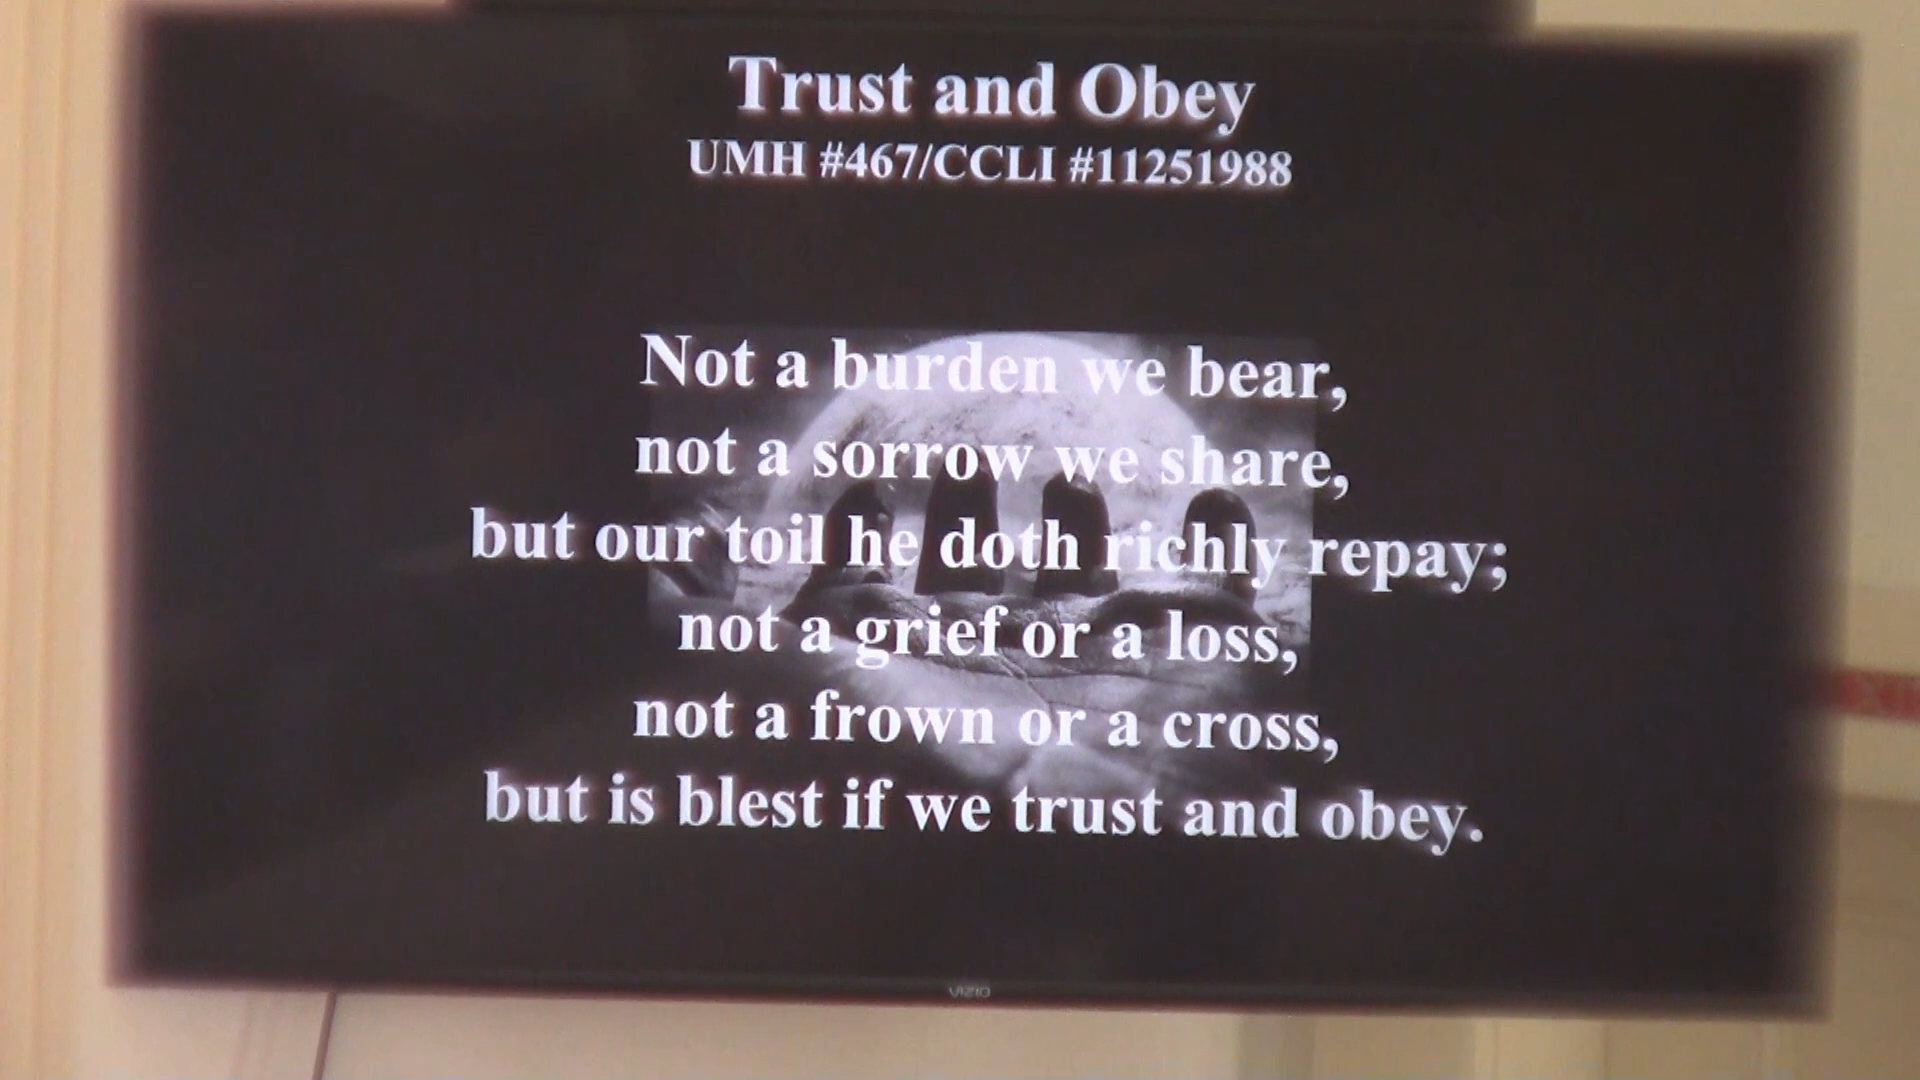 Trust and Obey
UMH #467/CCLI #11251988
Not a burden we bear,
not a sorrow we share,
but our toil he doth richly repay;
not a grief or a loss,
not a frown or a cross,
but is blest if we trust and obey.
VIZIO